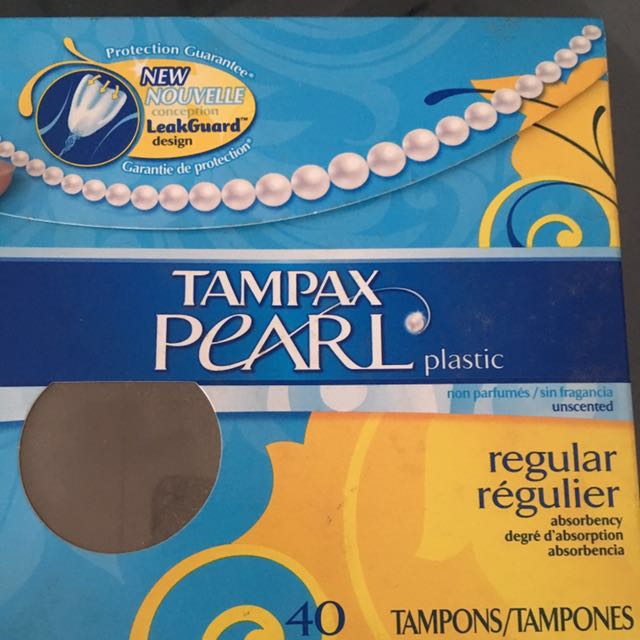 Protection Guarantee*
NEW
NOUVELLE
conception
LeakGuard™
design
Garantie de protection*
TAMPAX
PEARL plastic
non parfumés / sin fragancia
unscented
regular
régulier
absorbency
degré d'absorption
absorbencia
40 TAMPONS/TAMPONES